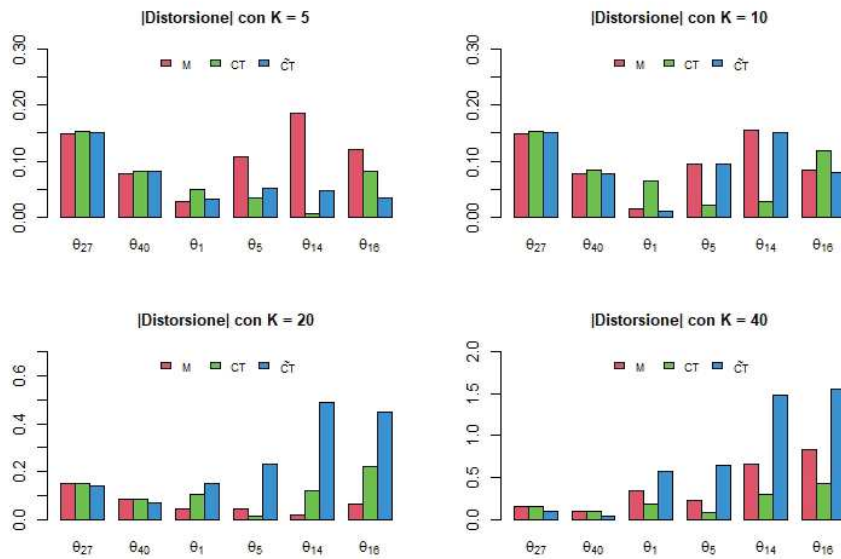 |Distorsione| con K = 5
0.00 0.10 0.20 0.30
M CT C̃T
θ27 θ40 θ1 θ5 θ14 θ16
|Distorsione| con K = 10
0.00 0.10 0.20 0.30
M CT C̃T
θ27 θ40 θ1 θ5 θ14 θ16
|Distorsione| con K = 20
0.0 0.2 0.4 0.6
M CT C̃T
θ27 θ40 θ1 θ5 θ14 θ16
|Distorsione| con K = 40
0.0 0.5 1.0 1.5 2.0
M CT C̃T
θ27 θ40 θ1 θ5 θ14 θ16